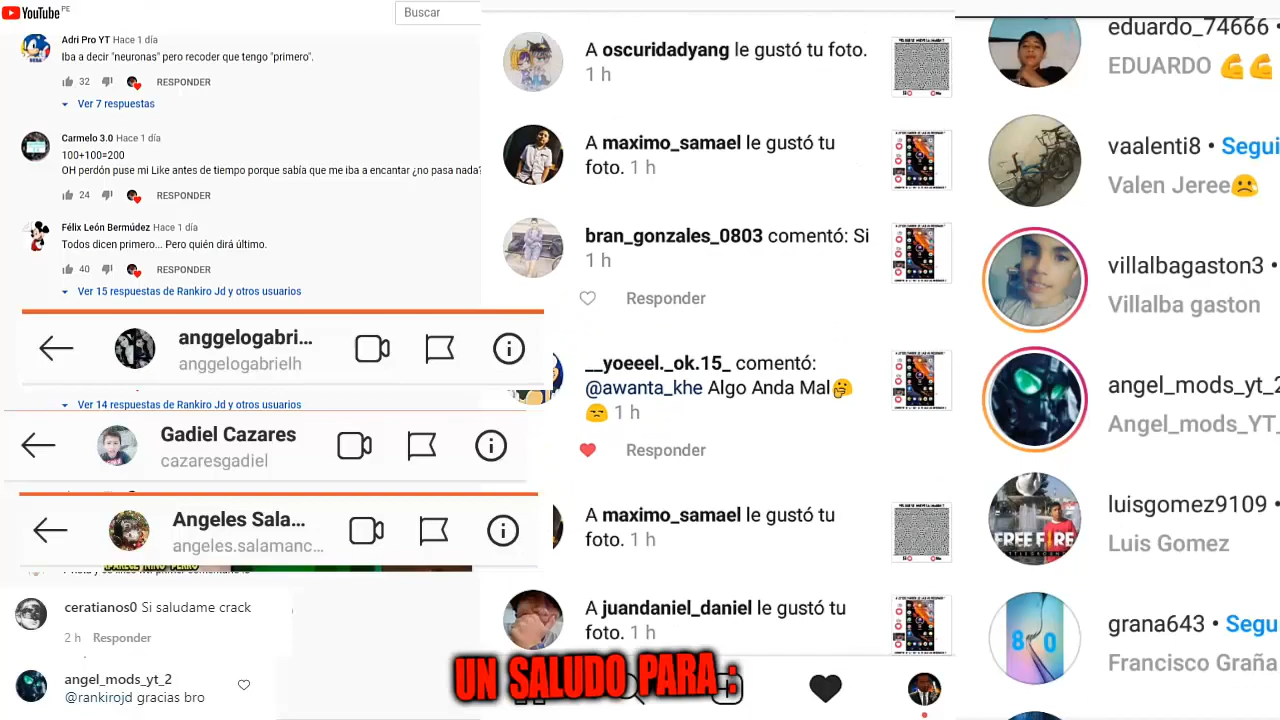 YouTube PE
Buscar
Adri Pro YT Hace 1 día
Iba a decir "neuronas" pero recoder que tengo "primero".
32 RESPONDER
Ver 7 respuestas
Carmelo 3.0 Hace 1 día
100+100=200
OH perdón puse mi Like antes de tiempo porque sabía que me iba a encantar ¿no pasa nada?
24 RESPONDER
Félix León Bermúdez Hace 1 día
Todos dicen primero... Pero quien dirá último.
40 RESPONDER
Ver 15 respuestas de Rankiro Jd y otros usuarios
anggelogabri...
anggelogabrielh
Ver 14 respuestas de Rankiro Jd y otros usuarios
Gadiel Cazares
cazaresgadiel
Angeles Sala...
angeles.salamanc...
ceratianos0 Si saludame crack
2 h Responder
angel_mods_yt_2
@rankirojd gracias bro
A oscuridadyang le gustó tu foto.
1 h
A maximo_samael le gustó tu
foto. 1 h
bran_gonzales_0803 comentó: Si
1 h
Responder
__yoeeel._ok.15_ comentó:
@awanta_khe Algo Anda Mal🤔
😒 1 h
Responder
A maximo_samael le gustó tu
foto. 1 h
A juandaniel_daniel le gustó tu
foto. 1 h
UN SALUDO PARA :
eduardo_74666
EDUARDO 💪💪
vaalenti8 • Segui
Valen Jeree☹️
villalbagaston3 •
Villalba gaston
angel_mods_yt_2
Angel_mods_YT_
luisgomez9109 •
Luis Gomez
FREE FIRE
grana643 • Segu
Francisco Graña
80